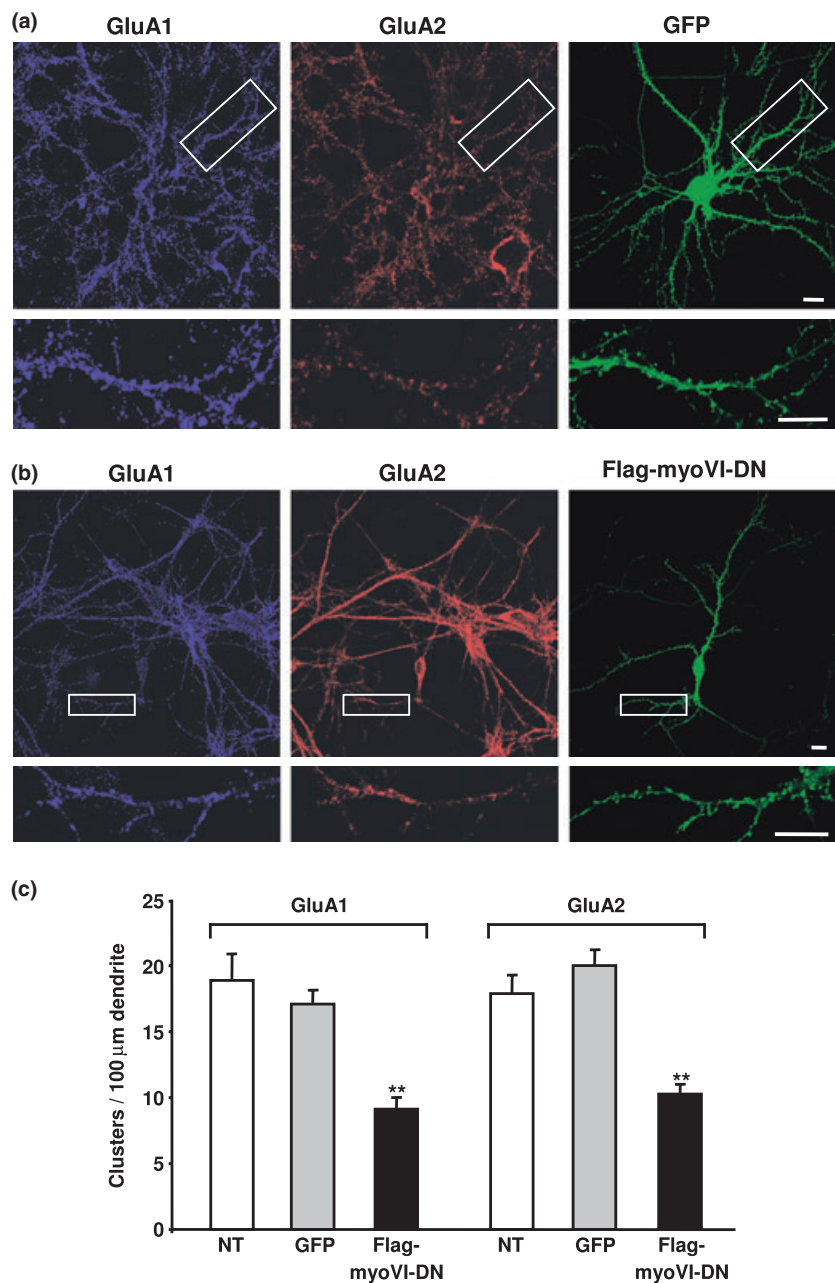 (a)
GluA1 GluA2 GFP
(b)
GluA1 GluA2 Flag-myoVI-DN
(c)
GluA1 GluA2
Clusters / 100 μm dendrite
25
20
15
10
5
0
** **
NT GFP Flag- NT GFP Flag-
myoVI-DN myoVI-DN